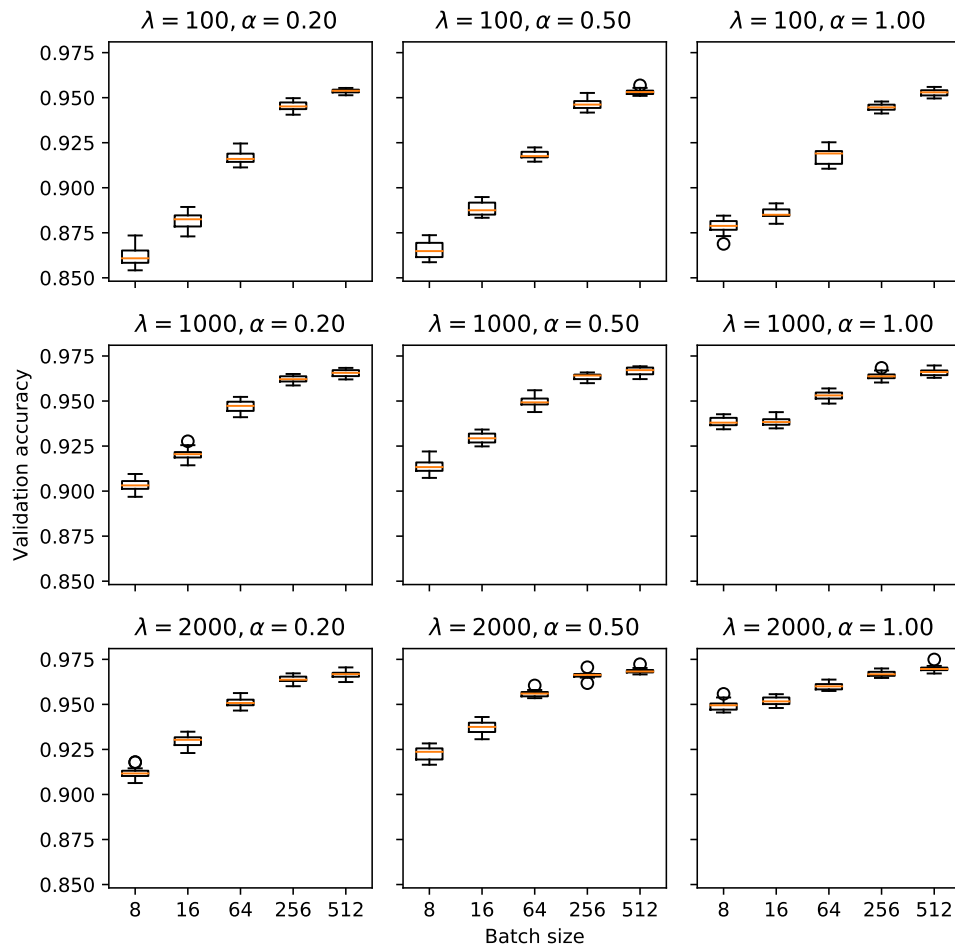 λ = 100, α = 0.20
λ = 100, α = 0.50
λ = 100, α = 1.00
0.975
0.950
0.925
0.900
0.875
0.850
λ = 1000, α = 0.20
λ = 1000, α = 0.50
λ = 1000, α = 1.00
Validation accuracy
0.975
0.950
0.925
0.900
0.875
0.850
λ = 2000, α = 0.20
λ = 2000, α = 0.50
λ = 2000, α = 1.00
0.975
0.950
0.925
0.900
0.875
0.850
8 16 64 256 512
8 16 64 256 512
8 16 64 256 512
Batch size